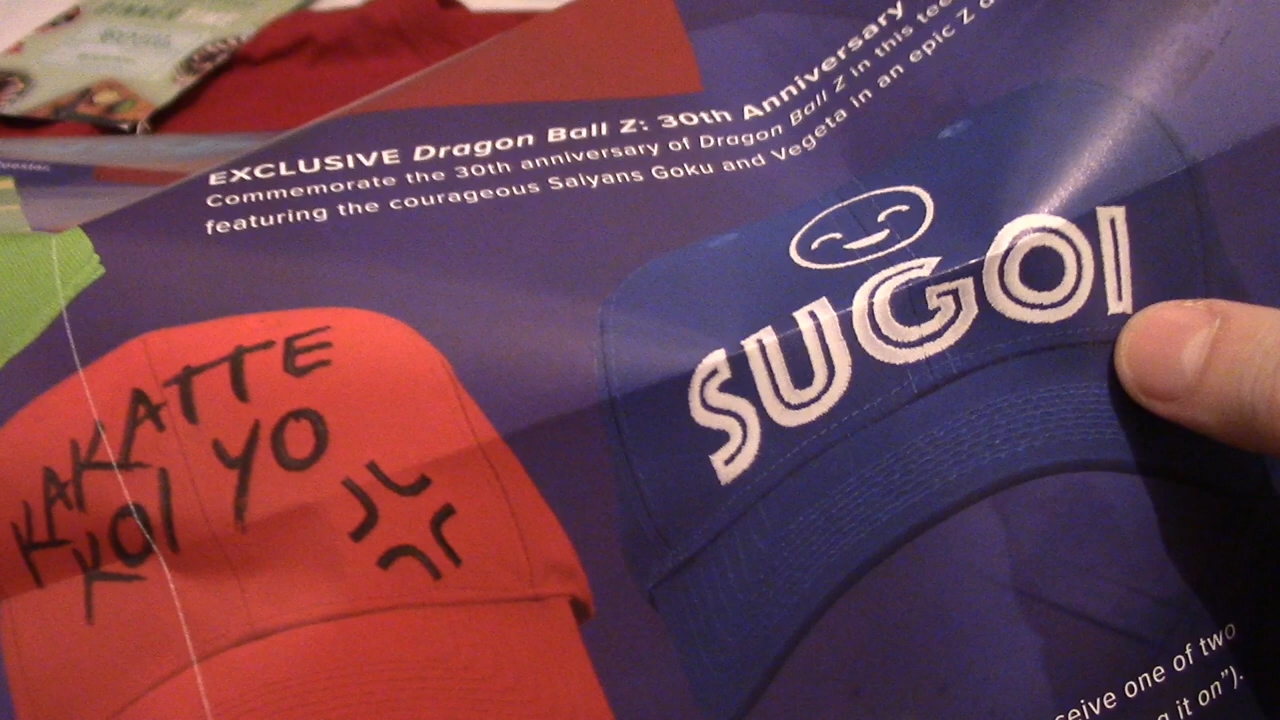 EXCLUSIVE Dragon Ball Z: 30th Anniversary
Commemorate the 30th anniversary of Dragon Ball Z in this tee
featuring the courageous Saiyans Goku and Vegeta in an epic Z
SUGOI
KAKATTE
KOI YO
ceive one of two
it on").